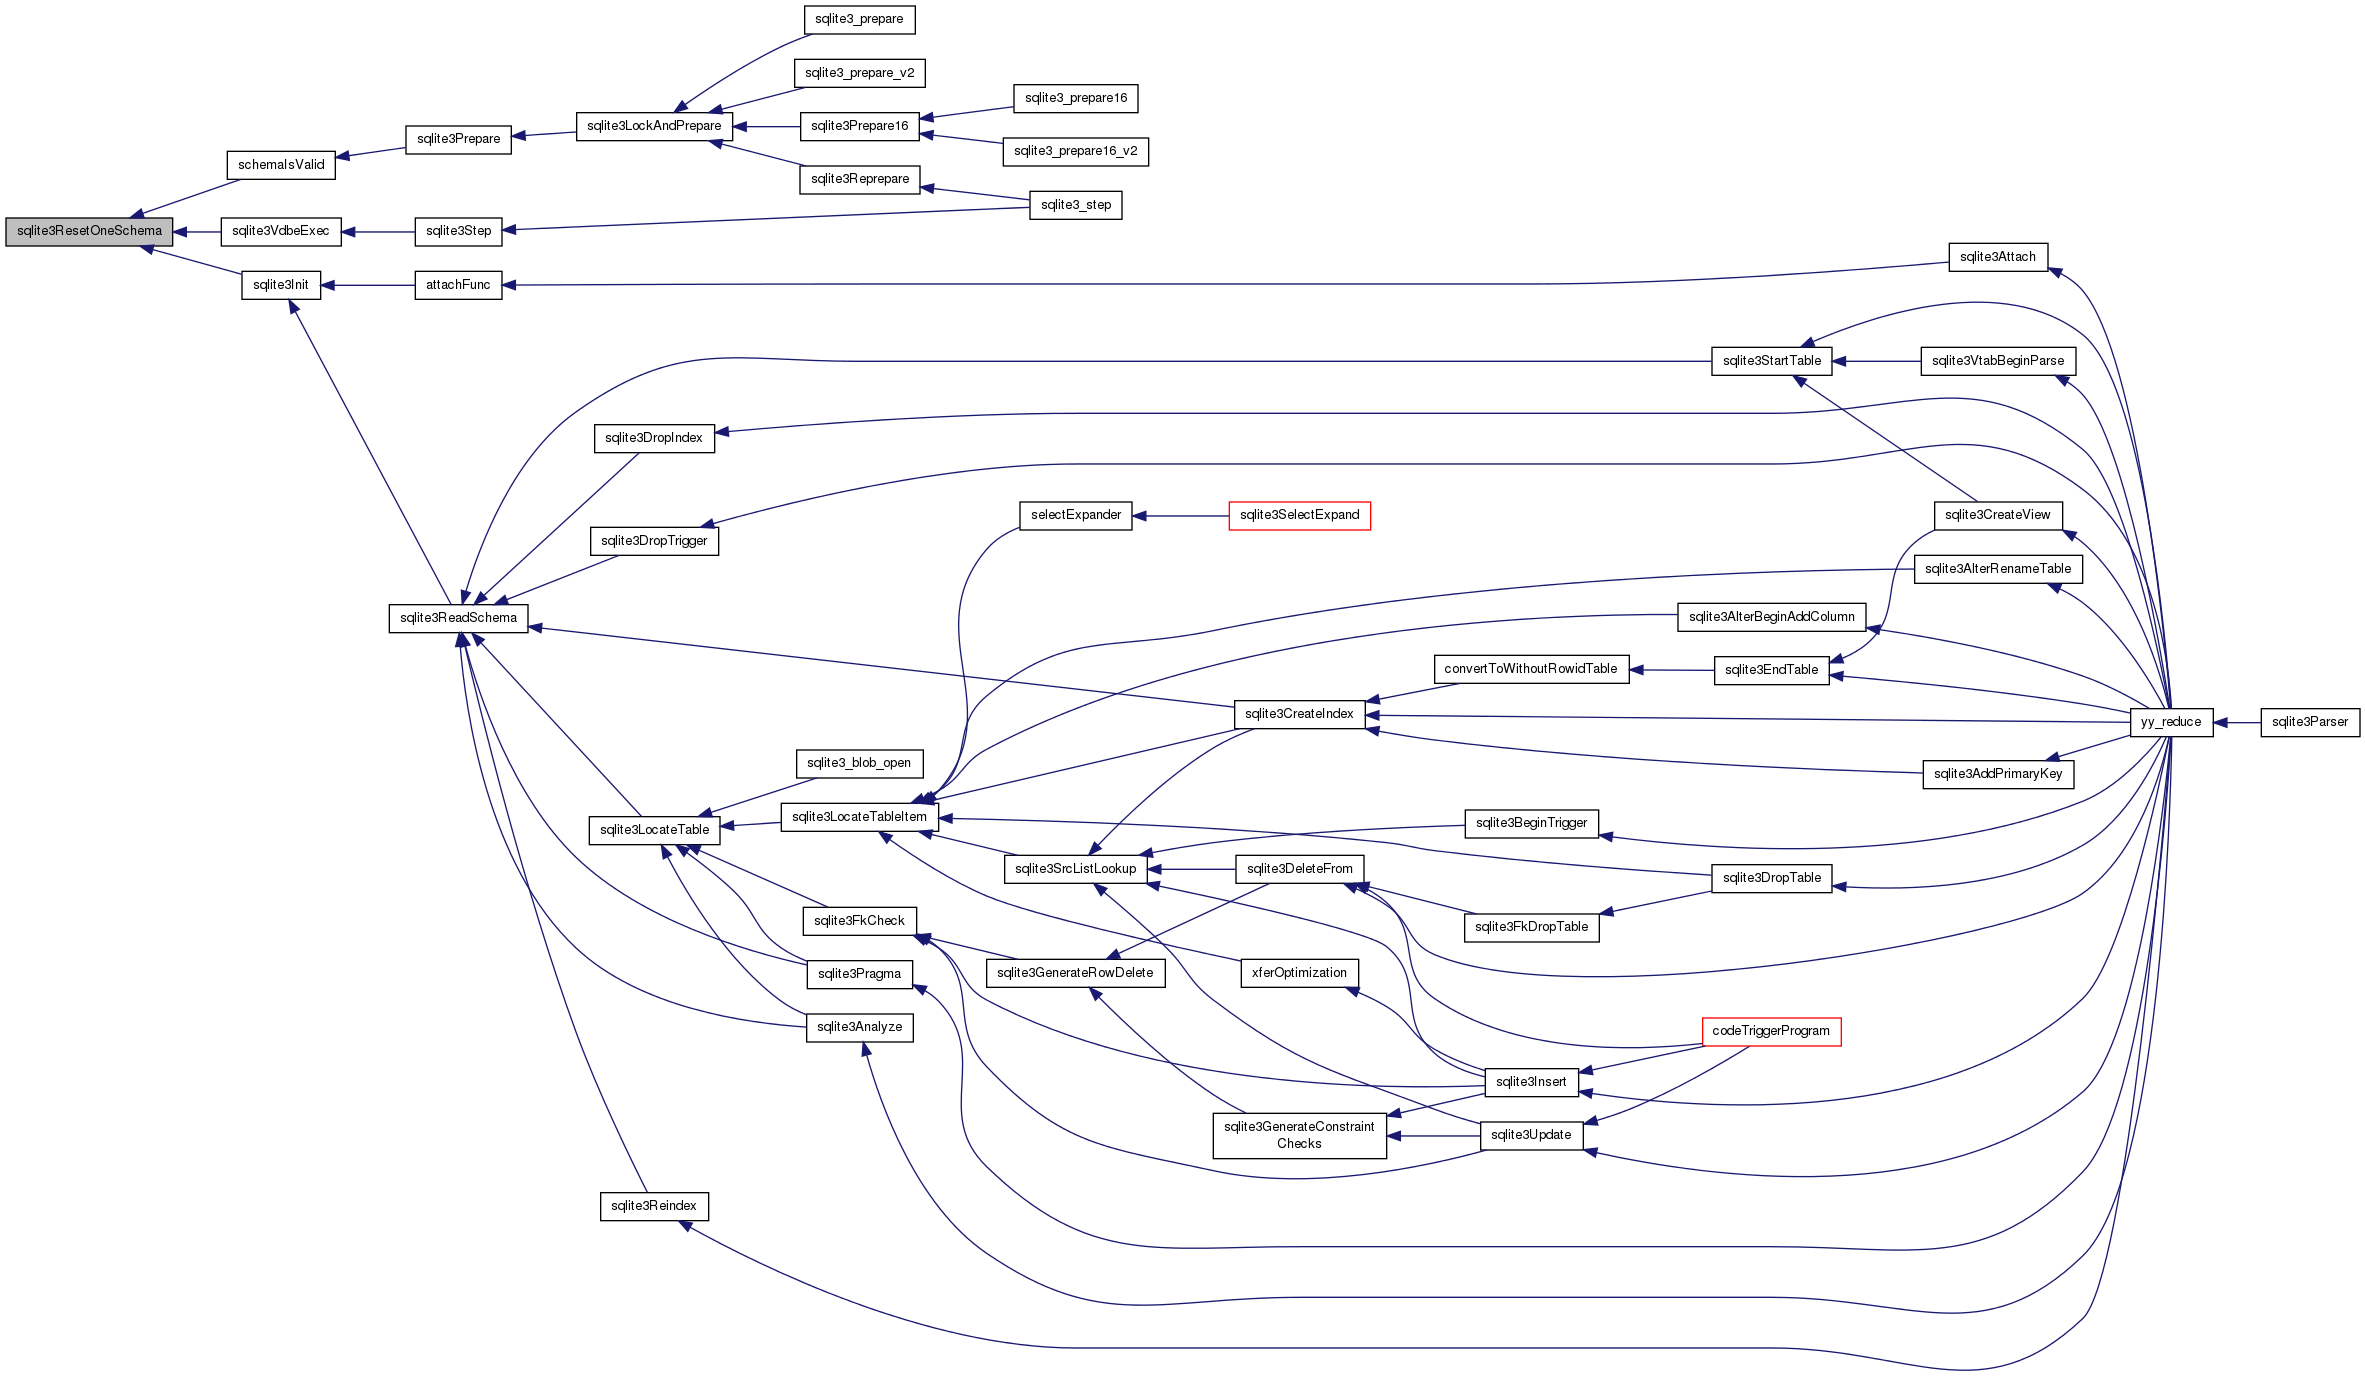 sqlite3_prepare
sqlite3_prepare_v2
sqlite3_prepare16
sqlite3LockAndPrepare
sqlite3Prepare16
sqlite3Prepare
sqlite3_prepare16_v2
schemaIsValid
sqlite3Reprepare
sqlite3_step
sqlite3ResetOneSchema
sqlite3VdbeExec
sqlite3Step
sqlite3Attach
sqlite3Init
attachFunc
sqlite3StartTable
sqlite3VtabBeginParse
sqlite3DropIndex
selectExpander
sqlite3SelectExpand
sqlite3CreateView
sqlite3DropTrigger
sqlite3AlterRenameTable
sqlite3ReadSchema
sqlite3AlterBeginAddColumn
convertToWithoutRowidTable
sqlite3EndTable
sqlite3CreateIndex
yy_reduce
sqlite3Parser
sqlite3_blob_open
sqlite3AddPrimaryKey
sqlite3LocateTableItem
sqlite3LocateTable
sqlite3BeginTrigger
sqlite3SrcListLookup
sqlite3DeleteFrom
sqlite3DropTable
sqlite3FkCheck
sqlite3FkDropTable
sqlite3Pragma
sqlite3GenerateRowDelete
xferOptimization
sqlite3Analyze
codeTriggerProgram
sqlite3Insert
sqlite3GenerateConstraint
Checks
sqlite3Update
sqlite3Reindex